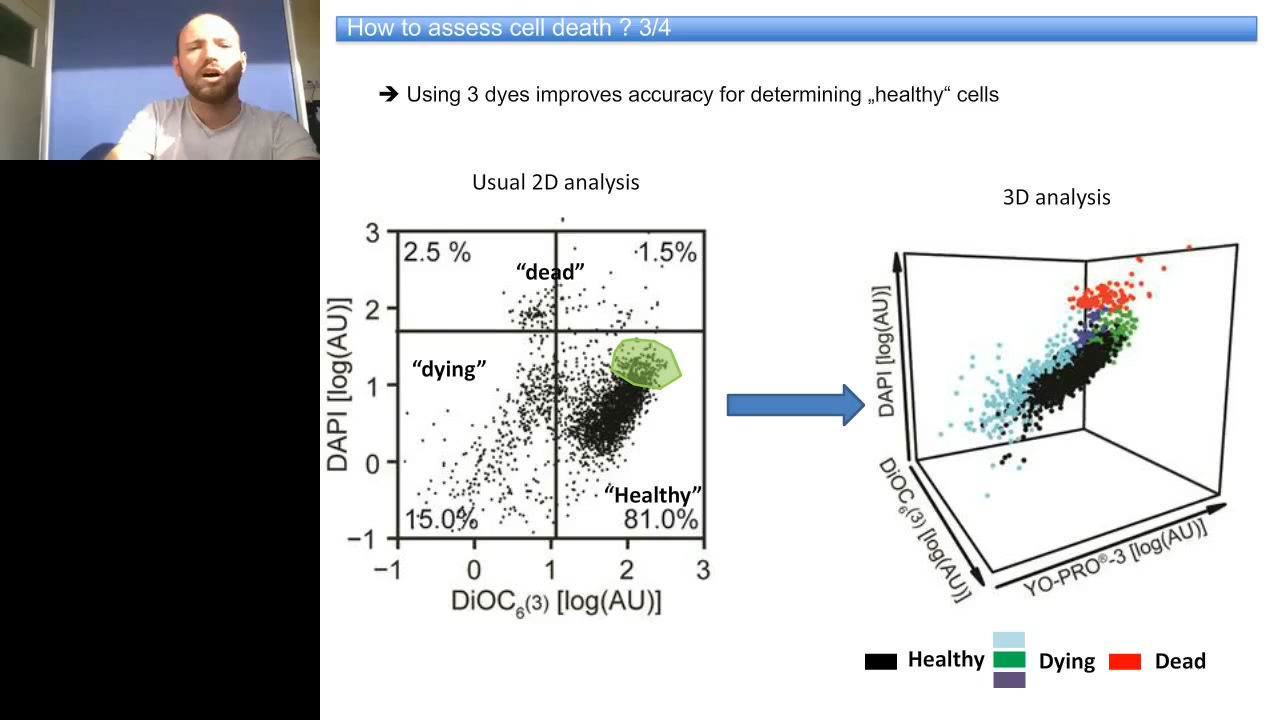 How to assess cell death ? 3/4
➔ Using 3 dyes improves accuracy for determining „healthy“ cells
Usual 2D analysis
3D analysis
3
2.5 %
1.5%
“dead”
DAPI [log(AU)]
2
“dying”
1
0
“Healthy”
15.0%
81.0%
−1
−1
0
1
2
3
DiOC6(3) [log(AU)]
DAPI [log(AU)]
DiOC6(3) [log(AU)]
YO-PRO®-3 [log(AU)]
Healthy
Dying
Dead